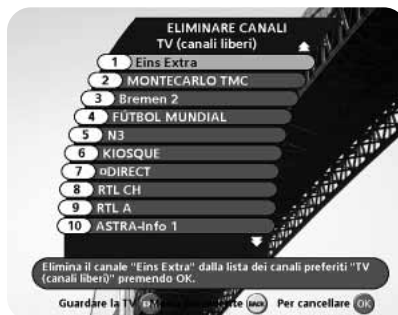 ELIMINARE CANALI
TV (canali liberi)
1 Eins Extra
2 MONTECARLO TMC
3 Bremen 2
4 FÚTBOL MUNDIAL
5 N3
6 KIOSQUE
7 ¤DIRECT
8 RTL CH
9 RTL A
10 ASTRA-Info 1
Elimina il canale "Eins Extra" dalla lista dei canali preferiti "TV
(canali liberi)" premendo OK.
Guardare la TV Menu BACK Per cancellare OK